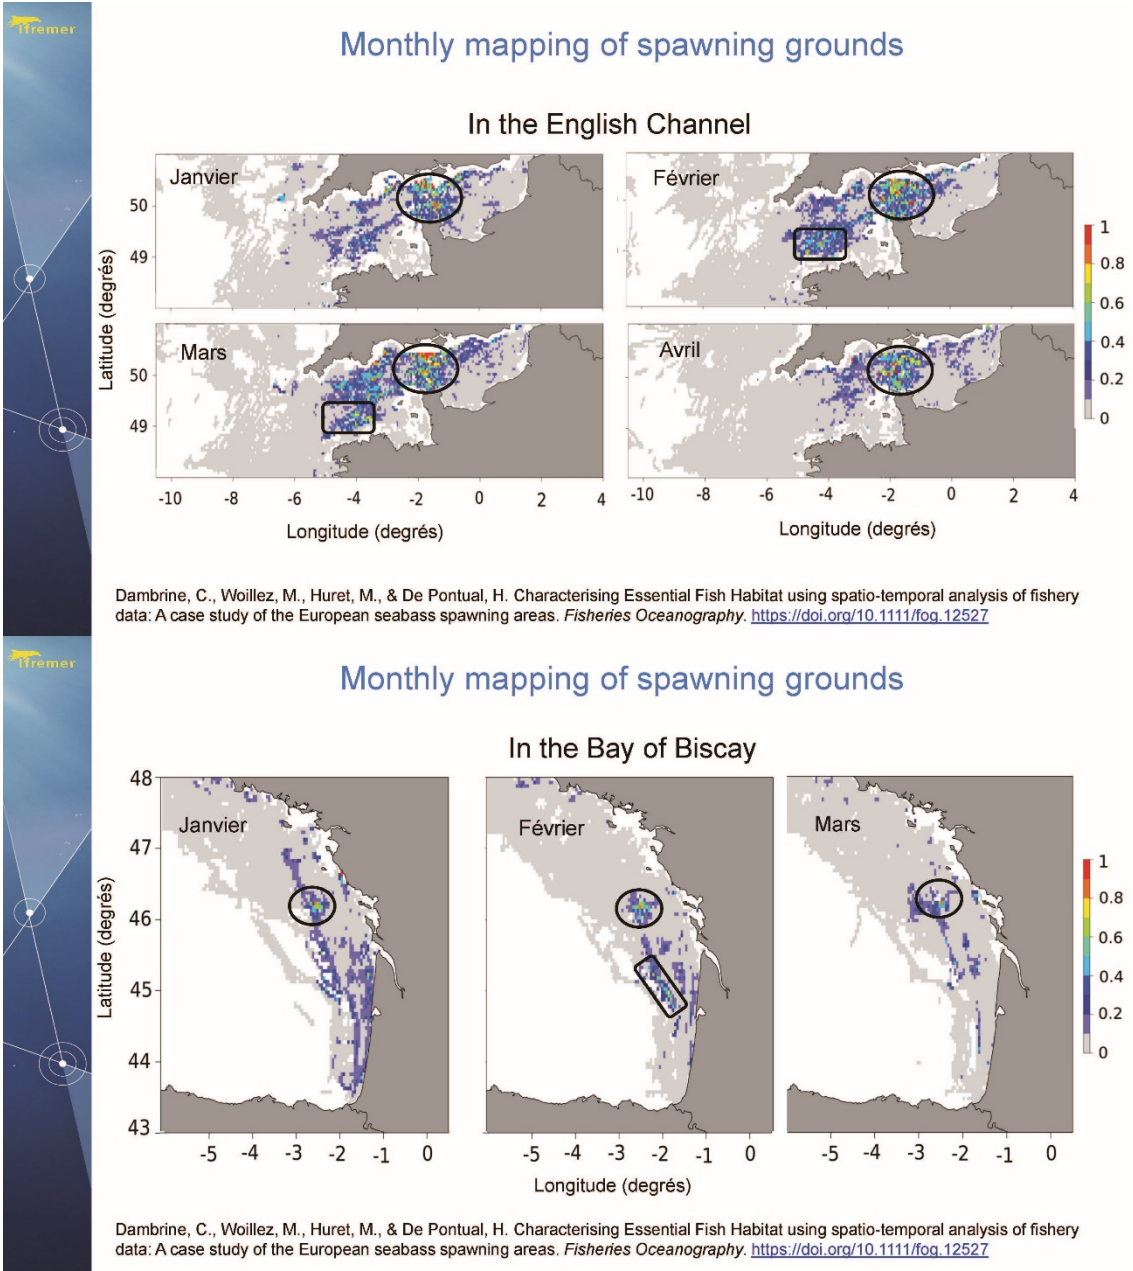 Ifremer
Monthly mapping of spawning grounds
In the English Channel
Janvier
Février
50
49
1
0.8
0.6
0.4
0.2
0
Mars
Avril
50
49
Latitude (degrés)
-10 -8 -6 -4 -2 0 2 4
-10 -8 -6 -4 -2 0 2 4
Longitude (degrés)
Longitude (degrés)
Dambrine, C., Woillez, M., Huret, M., & De Pontual, H. Characterising Essential Fish Habitat using spatio-temporal analysis of fishery
data: A case study of the European seabass spawning areas. Fisheries Oceanography. https://doi.org/10.1111/fog.12527
Ifremer
Monthly mapping of spawning grounds
In the Bay of Biscay
Janvier
Février
Mars
48
47
46
45
44
43
Latitude (degrés)
1
0.8
0.6
0.4
0.2
0
-5 -4 -3 -2 -1 0
-5 -4 -3 -2 -1 0
-5 -4 -3 -2 -1 0
Longitude (degrés)
Dambrine, C., Woillez, M., Huret, M., & De Pontual, H. Characterising Essential Fish Habitat using spatio-temporal analysis of fishery
data: A case study of the European seabass spawning areas. Fisheries Oceanography. https://doi.org/10.1111/fog.12527